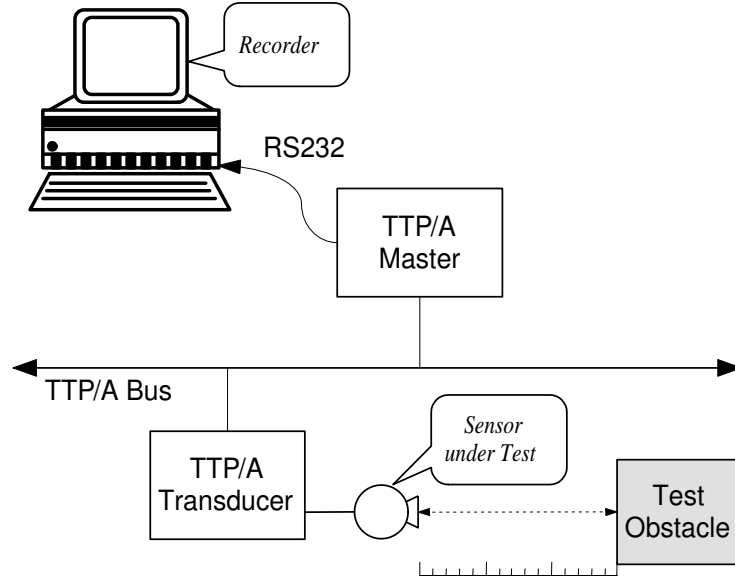 Recorder
RS232
TTP/A
Master
TTP/A Bus
Sensor
under Test
TTP/A
Transducer
Test
Obstacle